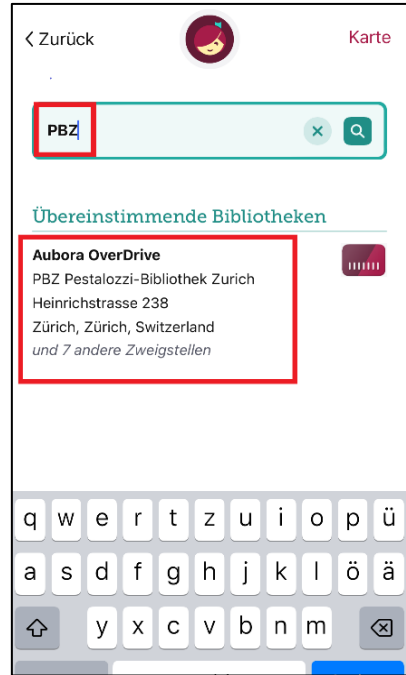 Zurück
Karte
PBZ
Übereinstimmende Bibliotheken
Aubora OverDrive
PBZ Pestalozzi-Bibliothek Zurich
Heinrichstrasse 238
Zürich, Zürich, Switzerland
und 7 andere Zweigstellen
q w e r t z u i o p ü
a s d f g h j k l ö ä
y x c v b n m